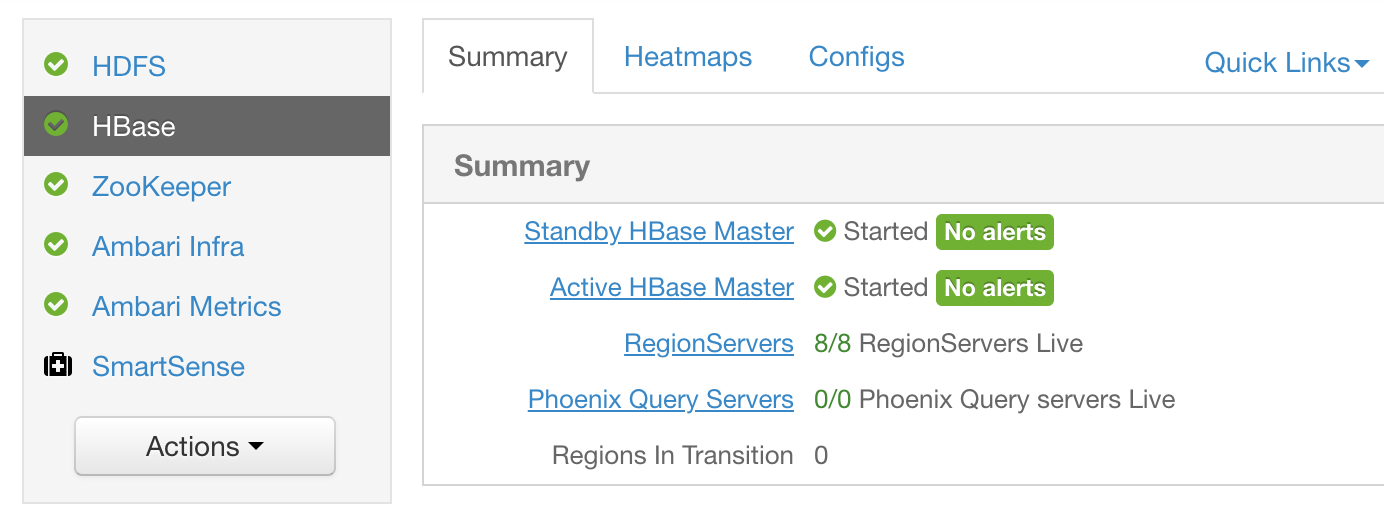 HDFS
HBase
ZooKeeper
Ambari Infra
Ambari Metrics
SmartSense
Actions
Summary Heatmaps Configs Quick Links
Summary
Standby HBase Master Started No alerts
Active HBase Master Started No alerts
RegionServers 8/8 RegionServers Live
Phoenix Query Servers 0/0 Phoenix Query servers Live
Regions In Transition 0